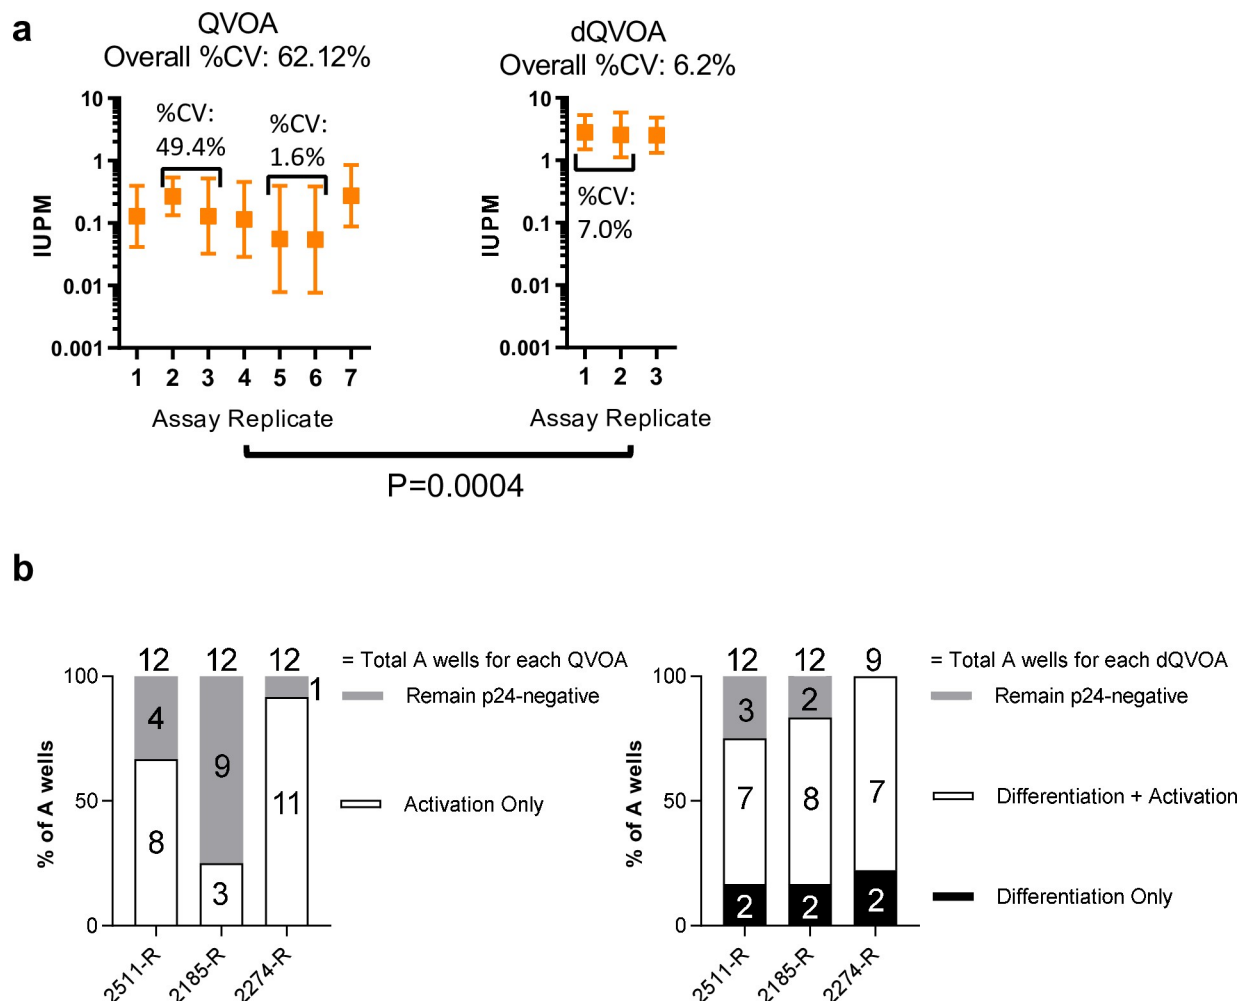 a
QVOA
Overall %CV: 62.12%
10
1
0.1
0.01
0.001
IUPM
%CV:
49.4%
%CV:
1.6%
1 2 3 4 5 6 7
Assay Replicate
dQVOA
Overall %CV: 6.2%
10
1
0.1
0.01
0.001
IUPM
%CV:
7.0%
1 2 3
Assay Replicate
P=0.0004
b
12 12 12 = Total A wells for each QVOA
100
50
0
% of A wells
4
8
9
3
1
11
Remain p24-negative
Activation Only
2511-R 2185-R 2274-R
12 12 9 = Total A wells for each dQVOA
100
50
0
% of A wells
3
7
2
2
8
2
7
2
Remain p24-negative
Differentiation + Activation
Differentiation Only
2511-R 2185-R 2274-R